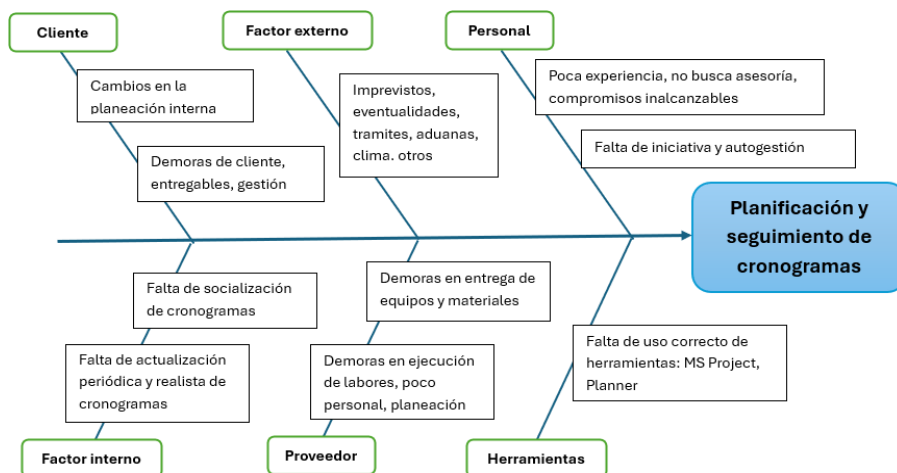 Cliente
Factor externo
Personal
Cambios en la
planeación interna
Imprevistos,
eventualidades,
tramites, aduanas,
clima. otros
Poca experiencia, no busca asesoría,
compromisos inalcanzables
Demoras de cliente,
entregables, gestión
Falta de iniciativa y autogestión
Planificación y
seguimiento de
cronogramas
Falta de socialización
de cronogramas
Demoras en entrega de
equipos y materiales
Falta de actualización
periódica y realista de
cronogramas
Demoras en ejecución
de labores, poco
personal, planeación
Falta de uso correcto de
herramientas: MS Project,
Planner
Factor interno
Proveedor
Herramientas